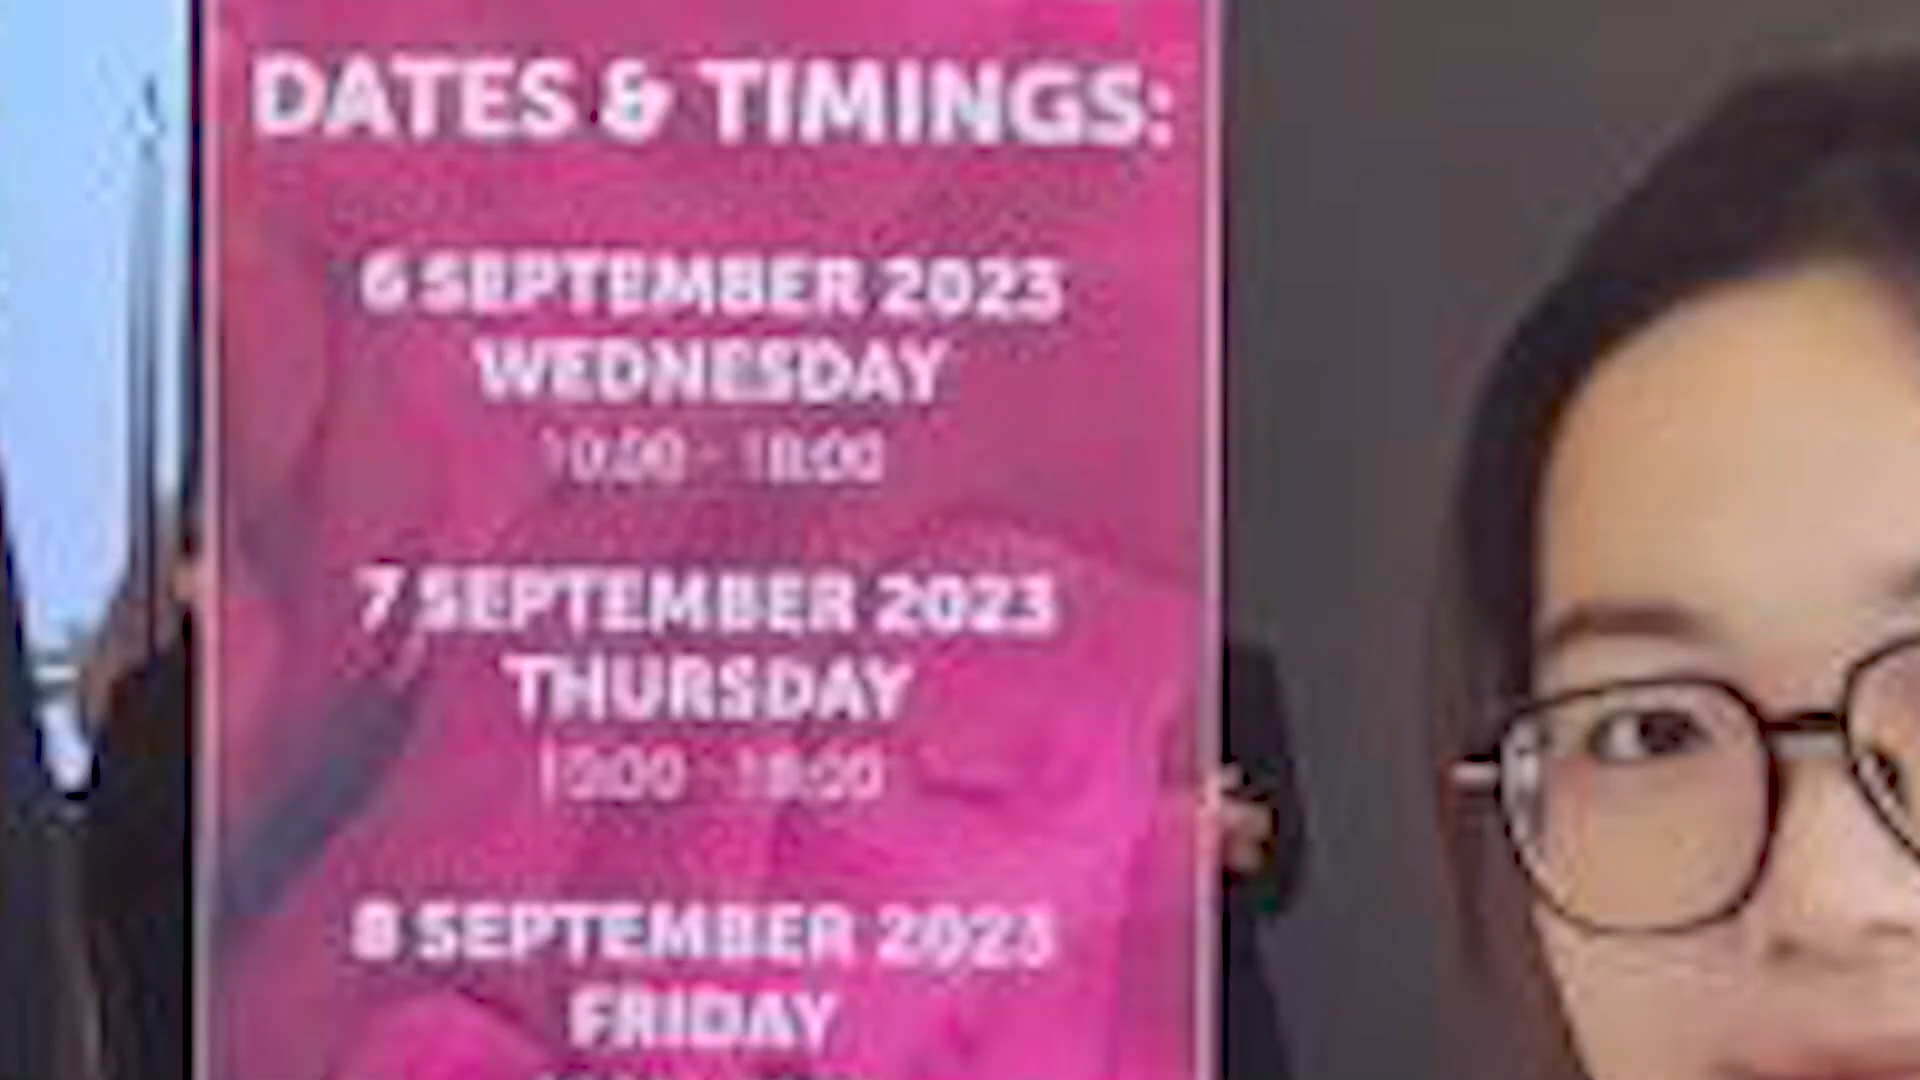 DATES & TIMINGS:
6 SEPTEMBER 2023
WEDNESDAY
10:00 - 18:00
7 SEPTEMBER 2023
THURSDAY
10:00 - 18:00
8 SEPTEMBER 2023
FRIDAY